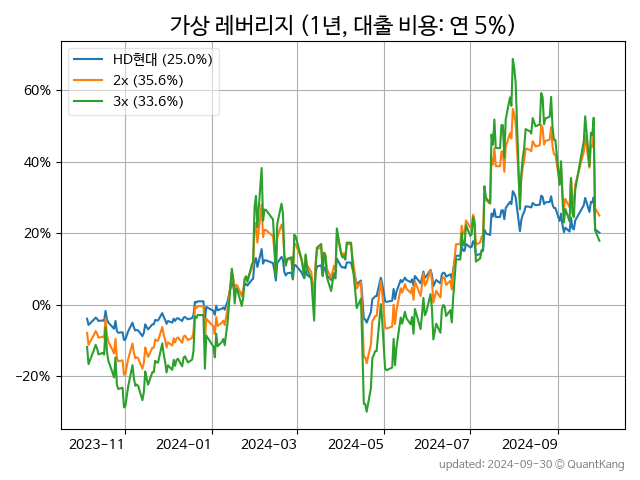 가상 레버리지 (1년, 대출 비용: 연 5%)
HD현대 (25.0%)
2x (35.6%)
3x (33.6%)
60%
40%
20%
0%
−20%
2023-11
2024-01
2024-03
2024-05
2024-07
2024-09
updated: 2024-09-30 © QuantKang